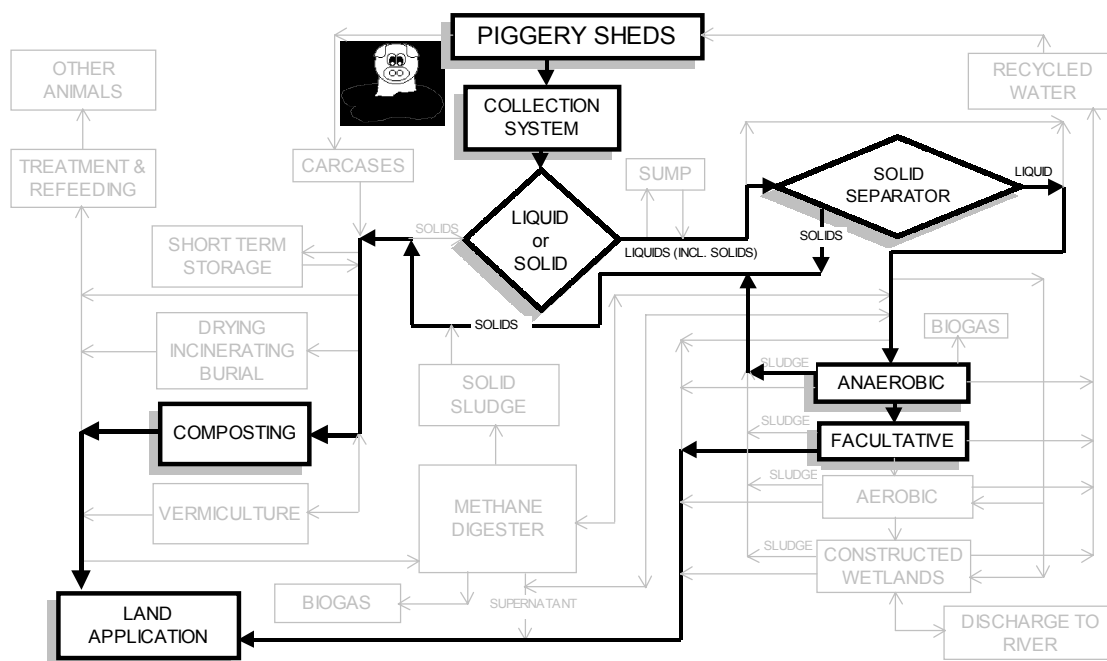 PIGGERY SHEDS
OTHER
ANIMALS
RECYCLED
WATER
COLLECTION
SYSTEM
TREATMENT &
REFEEDING
CARCASES
SUMP
SOLID
SEPARATOR
LIQUID
LIQUID
or
SOLID
SOLIDS
SOLIDS
LIQUIDS (INCL. SOLIDS)
SHORT TERM
STORAGE
SOLIDS
DRYING
INCINERATING
BURIAL
BIOGAS
SOLID
SLUDGE
SLUDGE
ANAEROBIC
COMPOSTING
SLUDGE
FACULTATIVE
SLUDGE
AEROBIC
VERMICULTURE
METHANE
DIGESTER
SLUDGE
CONSTRUCTED
WETLANDS
BIOGAS
SUPERNATANT
LAND
APPLICATION
DISCHARGE TO
RIVER